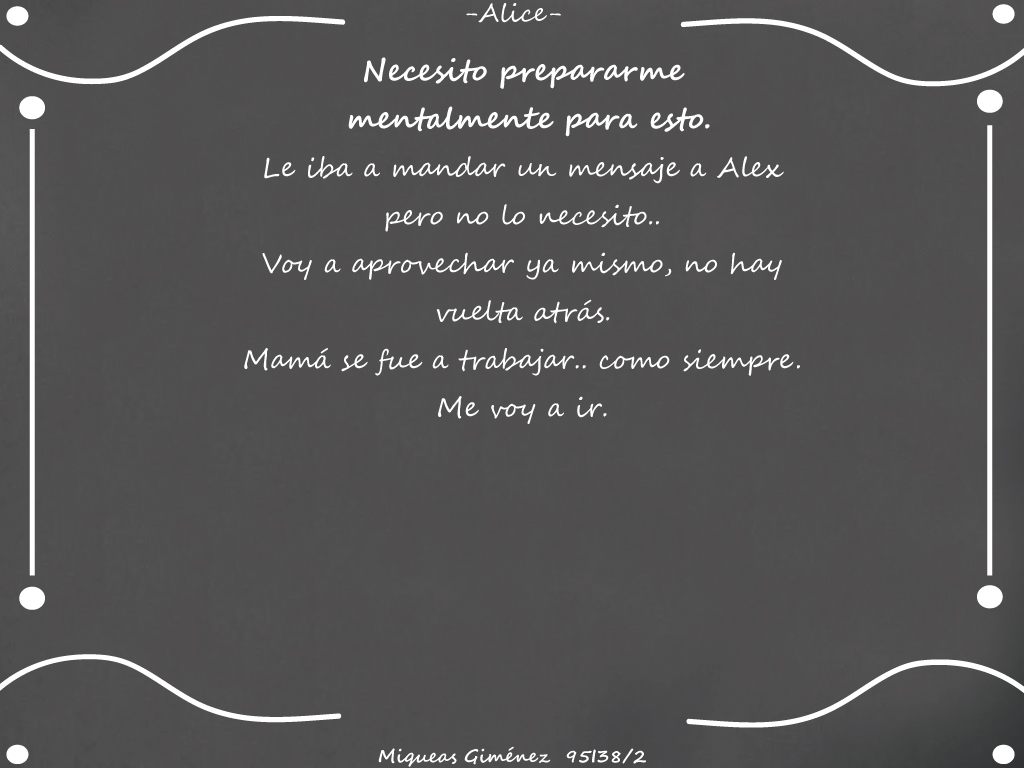 -Alice-
Necesito prepararme
mentalmente para esto.
Le iba a mandar un mensaje a Alex
pero no lo necesito..
Voy a aprovechar ya mismo, no hay
vuelta atrás.
Mamá se fue a trabajar.. como siempre.
Me voy a ir.
Miqueas Giménez 95138/2